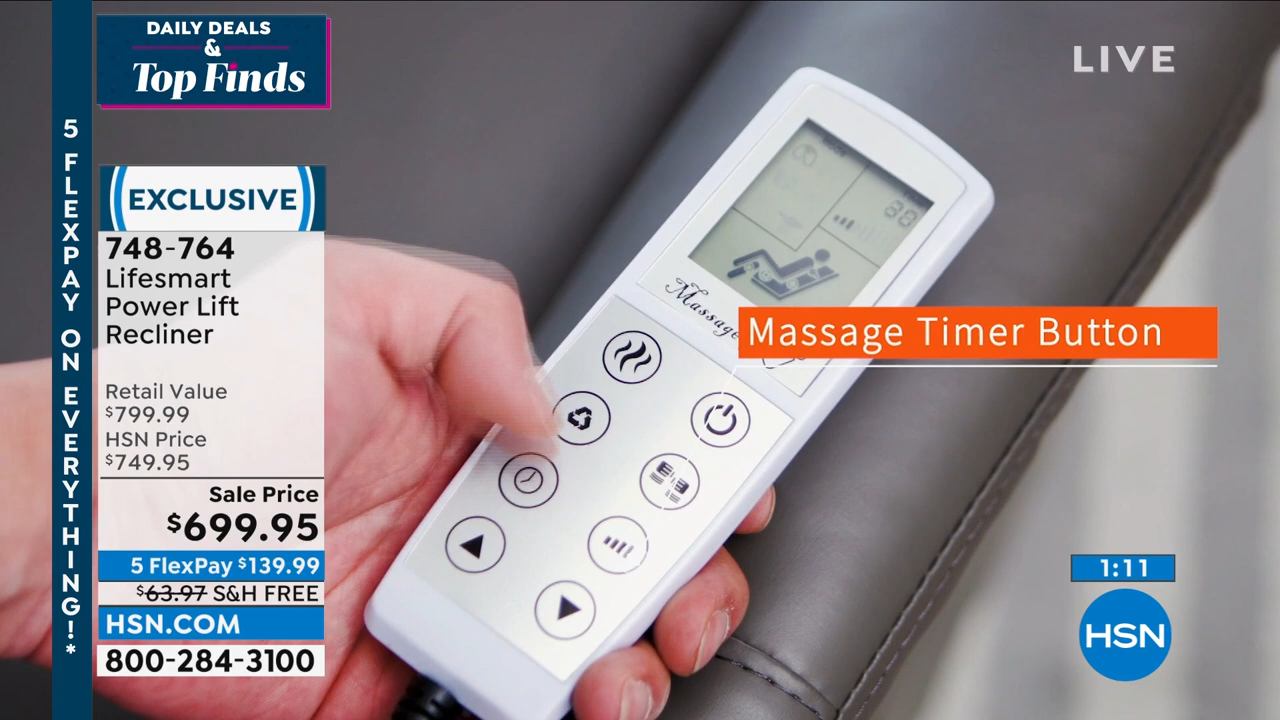 DAILY DEALS
&
Top Finds
LIVE
5 FLEXPAY ON EVERYTHING!*
EXCLUSIVE
748-764
Lifesmart
Power Lift
Recliner
Retail Value
$799.99
HSN Price
$749.95
Sale Price
$699.95
5 FlexPay $139.99
$63.97 S&H FREE
HSN.COM
800-284-3100
Massage
Massage Timer Button
1:11
HSN